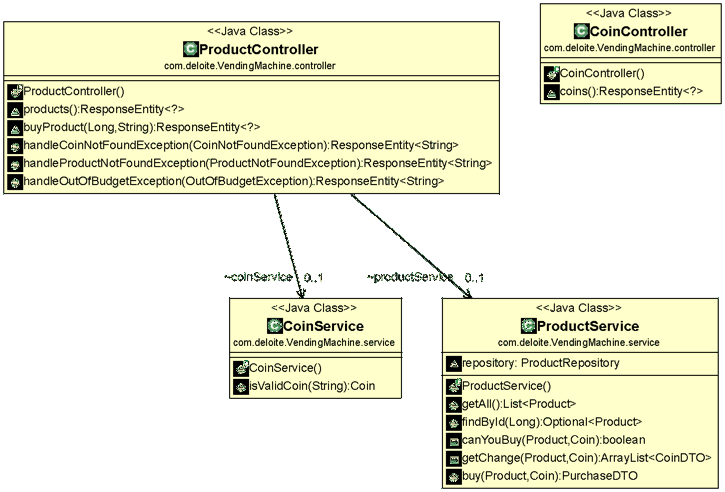 <<Java Class>>
ProductController
com.deloite.VendingMachine.controller
ProductController()
products():ResponseEntity<?>
buyProduct(Long,String):ResponseEntity<?>
handleCoinNotFoundException(CoinNotFoundException):ResponseEntity<String>
handleProductNotFoundException(ProductNotFoundException):ResponseEntity<String>
handleOutOfBudgetException(OutOfBudgetException):ResponseEntity<String>
<<Java Class>>
CoinController
com.deloite.VendingMachine.controller
CoinController()
coins():ResponseEntity<?>
~coinService 0..1
~productService 0..1
<<Java Class>>
CoinService
com.deloite.VendingMachine.service
CoinService()
isValidCoin(String):Coin
<<Java Class>>
ProductService
com.deloite.VendingMachine.service
repository: ProductRepository
ProductService()
getAll():List<Product>
findById(Long):Optional<Product>
canYouBuy(Product,Coin):boolean
getChange(Product,Coin):ArrayList<CoinDTO>
buy(Product,Coin):PurchaseDTO